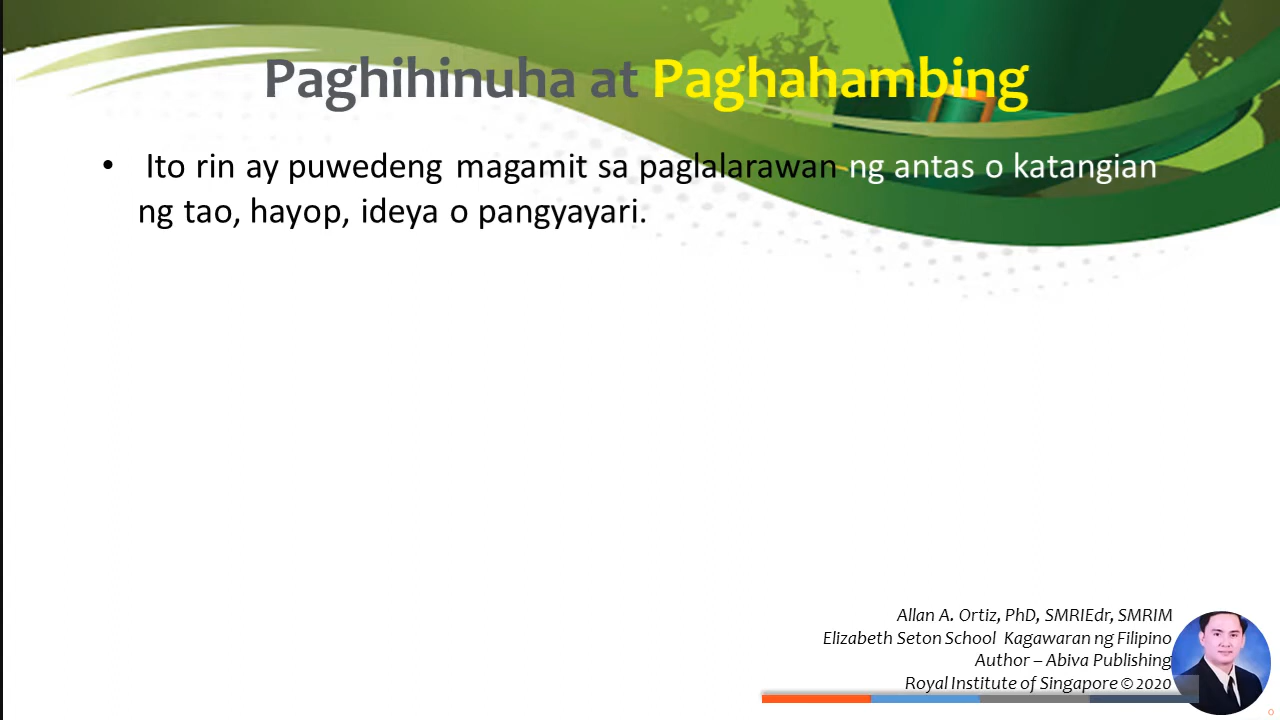 Paghihinuha at Paghahambing
• Ito rin ay puwedeng magamit sa paglalarawan ng antas o katangian
ng tao, hayop, ideya o pangyayari.
Allan A. Ortiz, PhD, SMRIEdr, SMRIM
Elizabeth Seton School Kagawaran ng Filipino
Author – Abiva Publishing
Royal Institute of Singapore © 2020